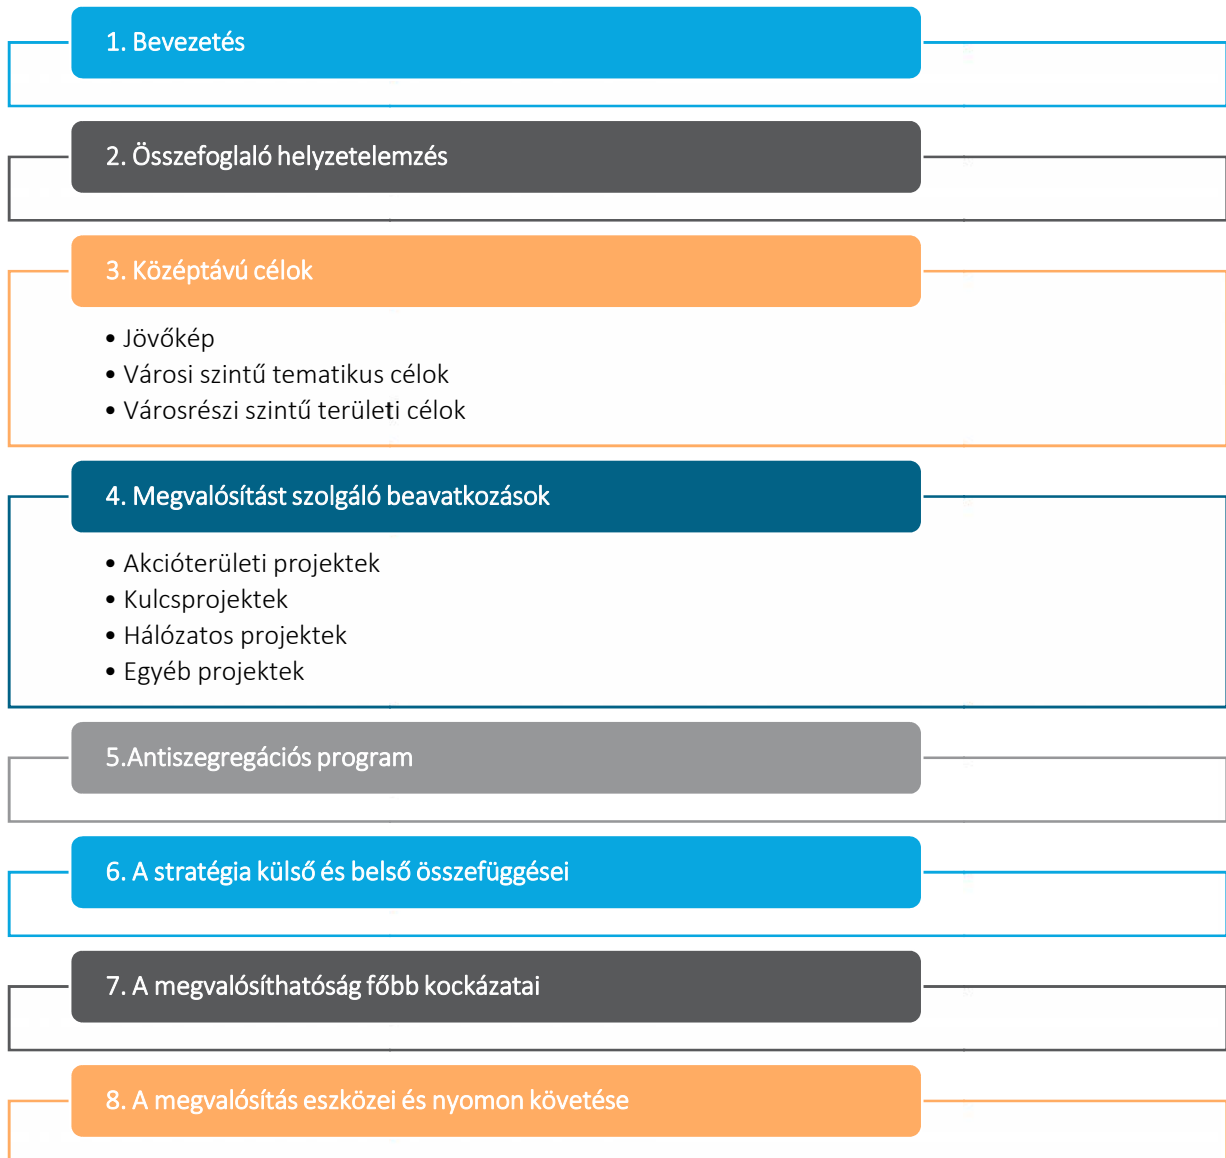 1. Bevezetés
2. Összefoglaló helyzetelemzés
3. Középtávú célok
• Jövőkép
• Városi szintű tematikus célok
• Városrészi szintű területi célok
4. Megvalósítást szolgáló beavatkozások
• Akcióterületi projektek
• Kulcsprojektek
• Hálózatos projektek
• Egyéb projektek
5.Antiszegregációs program
6. A stratégia külső és belső összefüggései
7. A megvalósíthatóság főbb kockázatai
8. A megvalósítás eszközei és nyomon követése